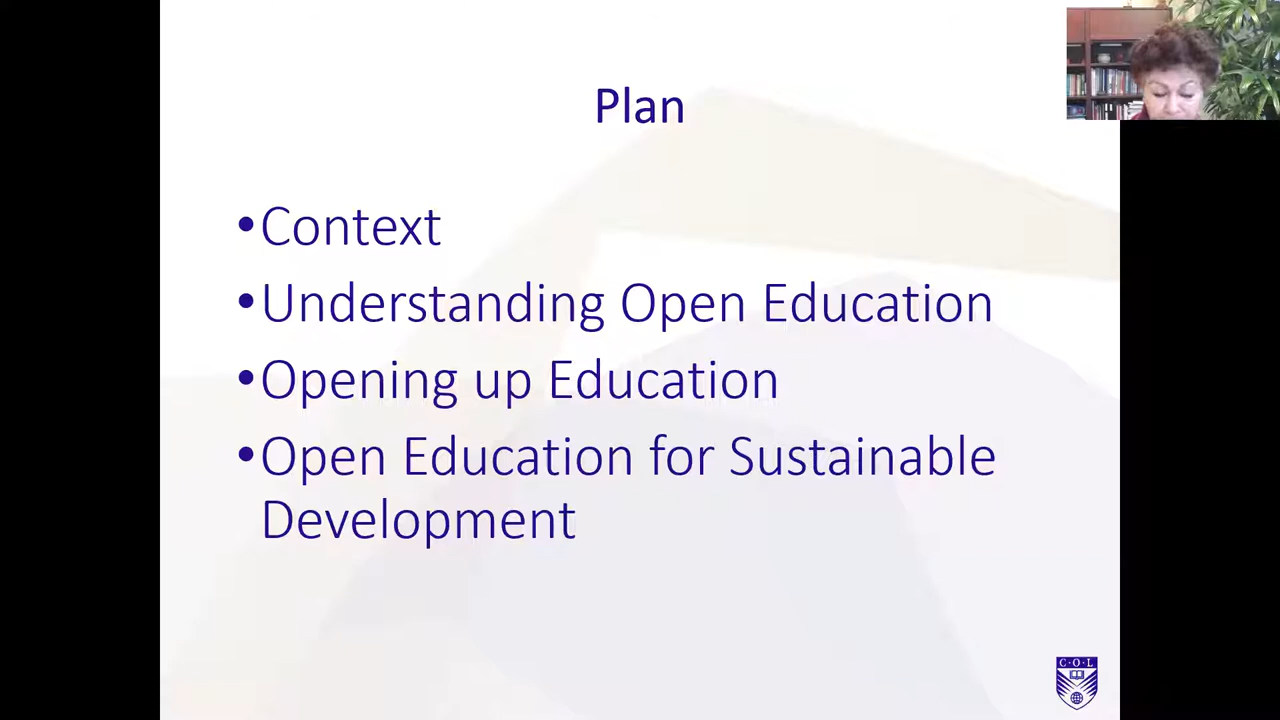 Plan
•Context
•Understanding Open Education
•Opening up Education
•Open Education for Sustainable
Development
C·O·L